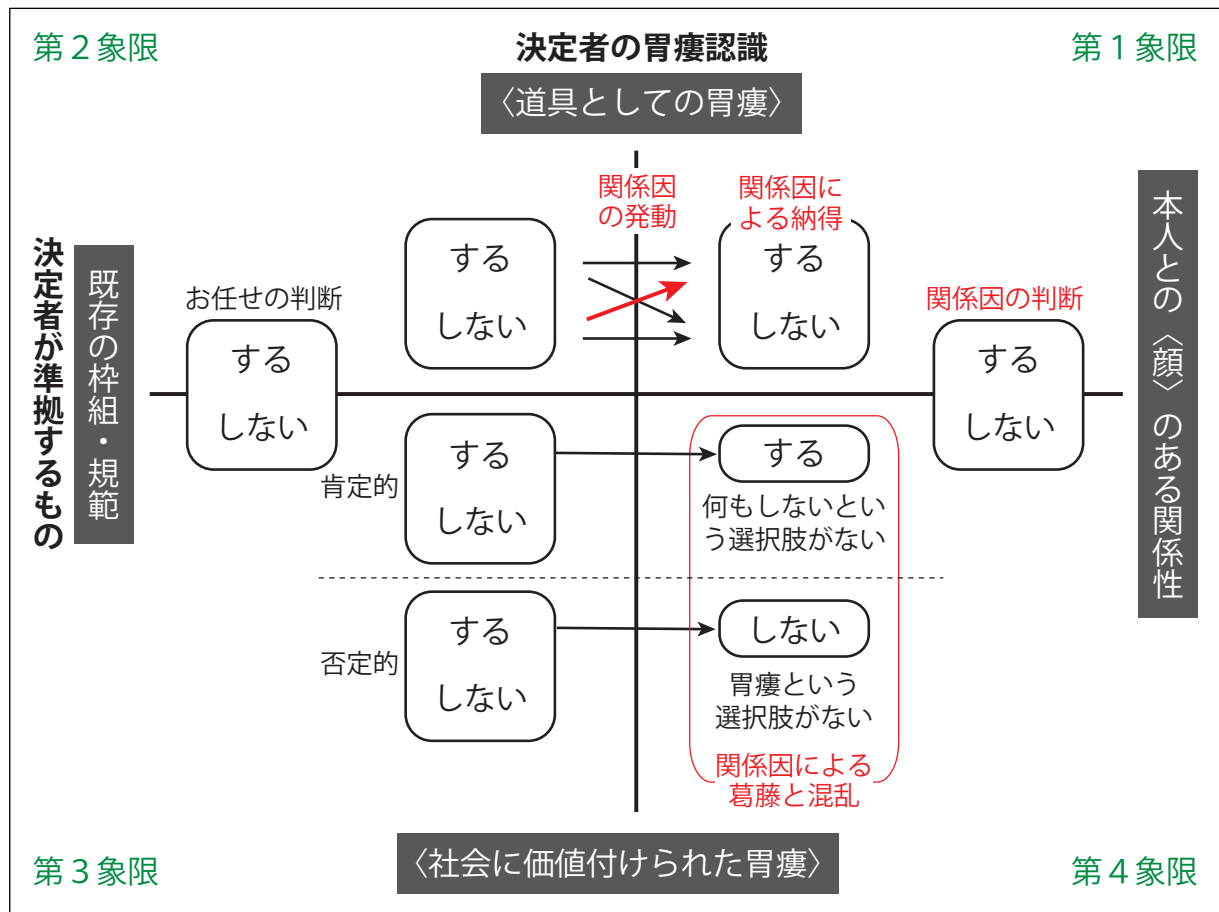 第２象限
決定者の胃瘻認識
第１象限
〈道具としての胃瘻〉
関係因
の発動
関係因に
よる納得
する
しない
する
しない
決定者が準拠するもの
既存の枠組・規範
お任せの判断
する
しない
関係因の判断
する
しない
本人との〈顔〉のある関係性
肯定的
する
しない
する
何もしないとい
う選択肢がない
否定的
する
しない
しない
胃瘻という
選択肢がない
関係因による
葛藤と混乱
第３象限
〈社会に価値付けられた胃瘻〉
第４象限